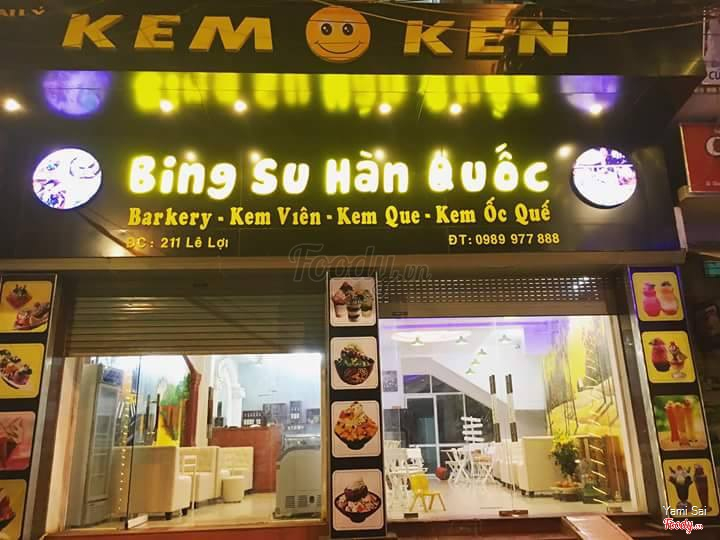 KEM KEN
Bing Su Hàn Quốc
Barkery - Kem Viên - Kem Que - Kem Ốc Quế
ĐC : 211 Lê Lợi
ĐT: 0989 977 888
Foody.vn
Yami Sai
Foody.vn